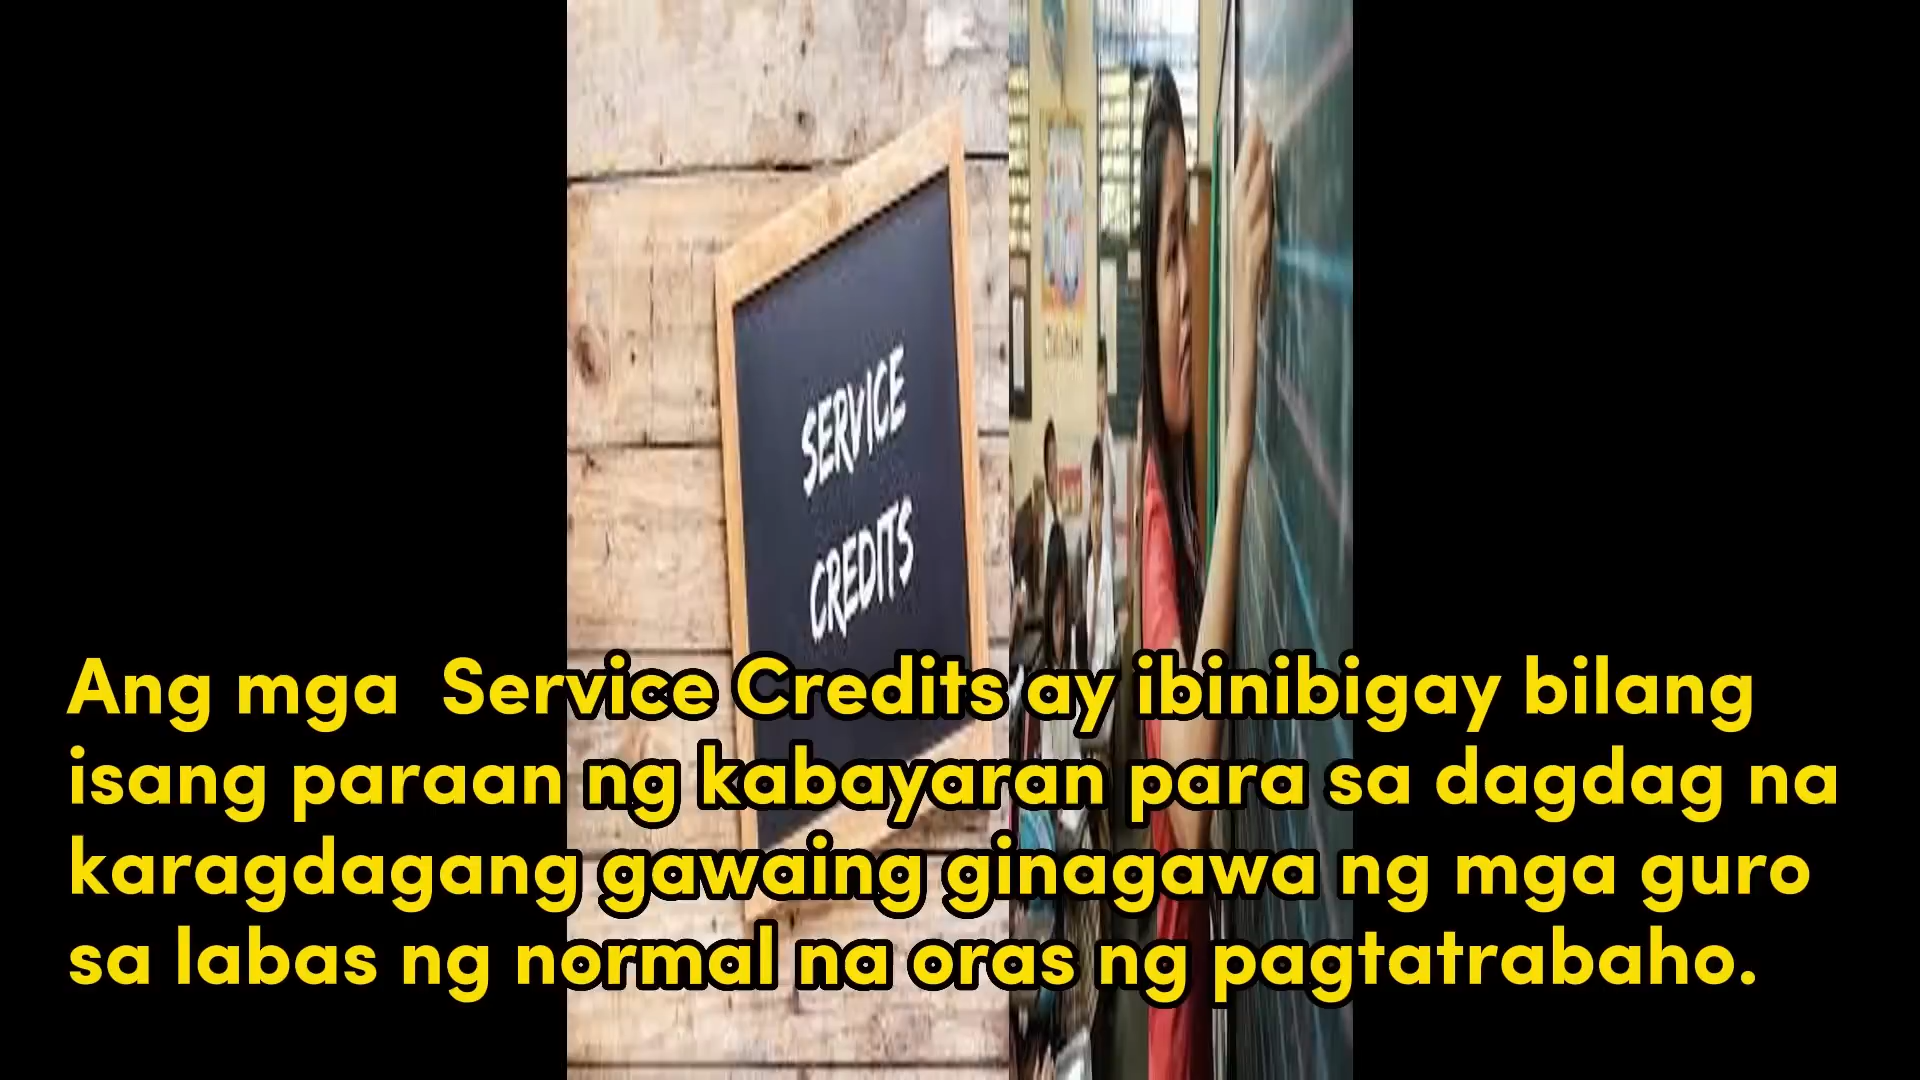 SERVICE
CREDITS
Ang mga  Service Credits ay ibinibigay bilang
isang paraan ng kabayaran para sa dagdag na
karagdagang gawaing ginagawa ng mga guro
sa labas ng normal na oras ng pagtatrabaho.